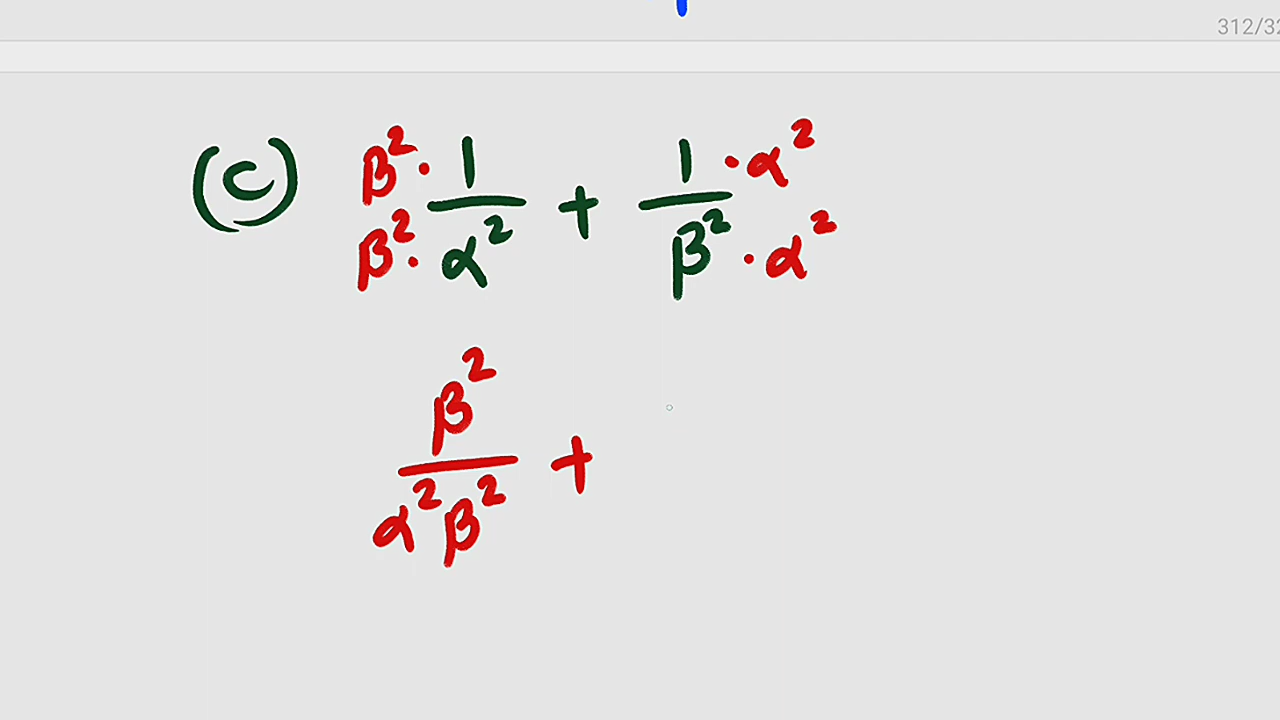 312/32
(c) β²· 1/β²· α² + 1 · α²/β² · α²
β²/α²β² +